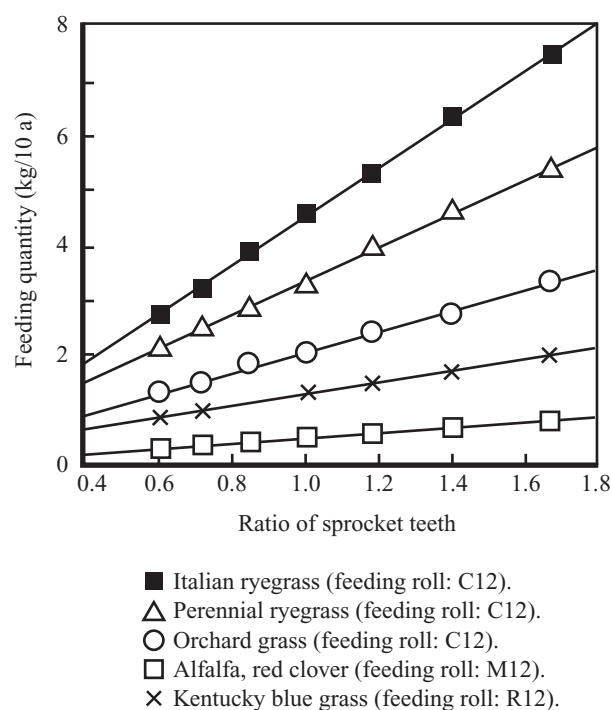 8
6
4
2
0
Feeding quantity (kg/10 a)
0.4 0.6 0.8 1.0 1.2 1.4 1.6 1.8
Ratio of sprocket teeth
Italian ryegrass (feeding roll: C12).
Perennial ryegrass (feeding roll: C12).
Orchard grass (feeding roll: C12).
Alfalfa, red clover (feeding roll: M12).
Kentucky blue grass (feeding roll: R12).